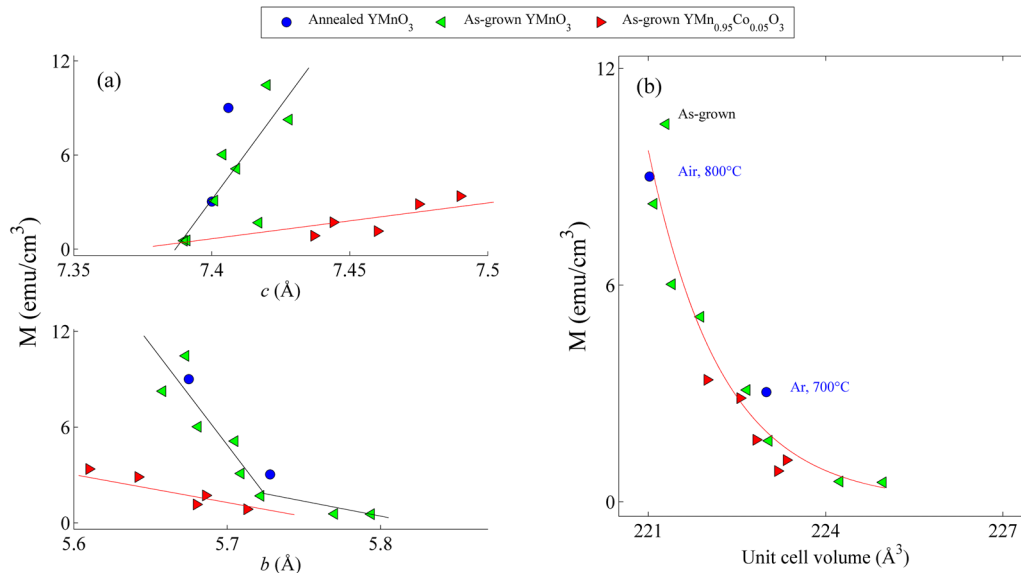 Annealed YMnO₃ As-grown YMnO₃ As-grown YMn₀.₉₅Co₀.₀₅O₃
(a)
12
6
0
7.35 7.4 7.45 7.5
c (Å)
M (emu/cm³)
12
6
0
5.6 5.7 5.8
b (Å)
(b)
As-grown
Air, 800°C
Ar, 700°C
12
6
0
M (emu/cm³)
221 224 227
Unit cell volume (Å³)